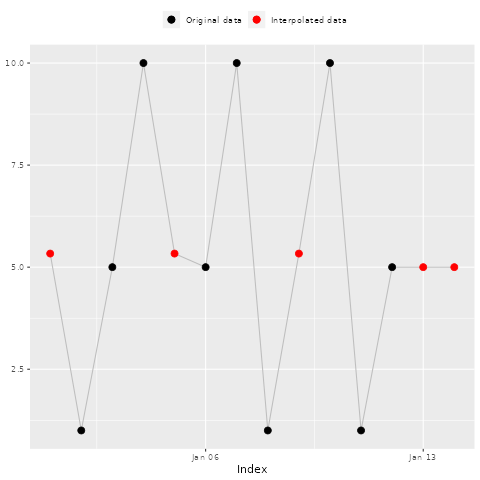 Original data Interpolated data
10.0
7.5
5.0
2.5
Jan 06 Jan 13
Index